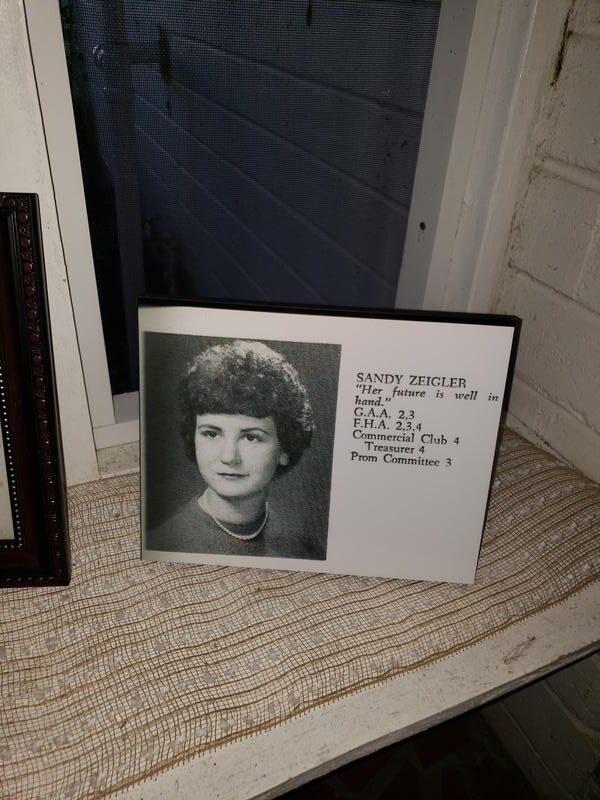 SANDY ZEIGLER
"Her future is well in
hand."
G.A.A. 2,3
F.H.A. 2,3,4
Commercial Club 4
Treasurer 4
Prom Committee 3